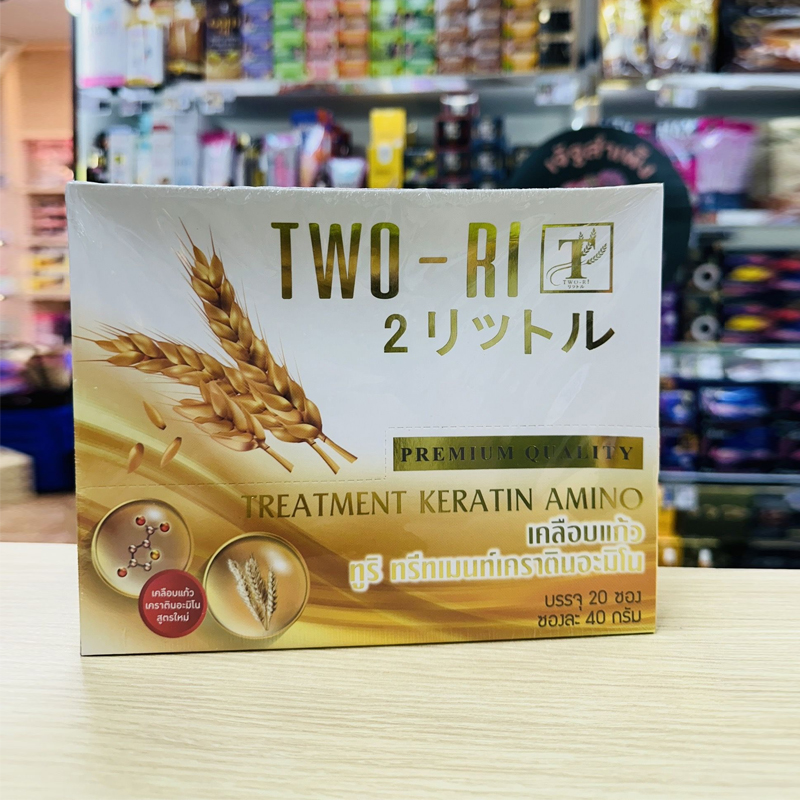 TWO-RI
T
TWO-RI
2リットル
PREMIUM QUALITY
TREATMENT KERATIN AMINO
เคลือบแก้ว
ทูริ ทรีทเมนท์เคราตินอะมิโน
บรรจุ 20 ซอง
ซองละ 40 กรัม
เคลือบแก้ว
เคราตินอะมิโน
สูตรใหม่